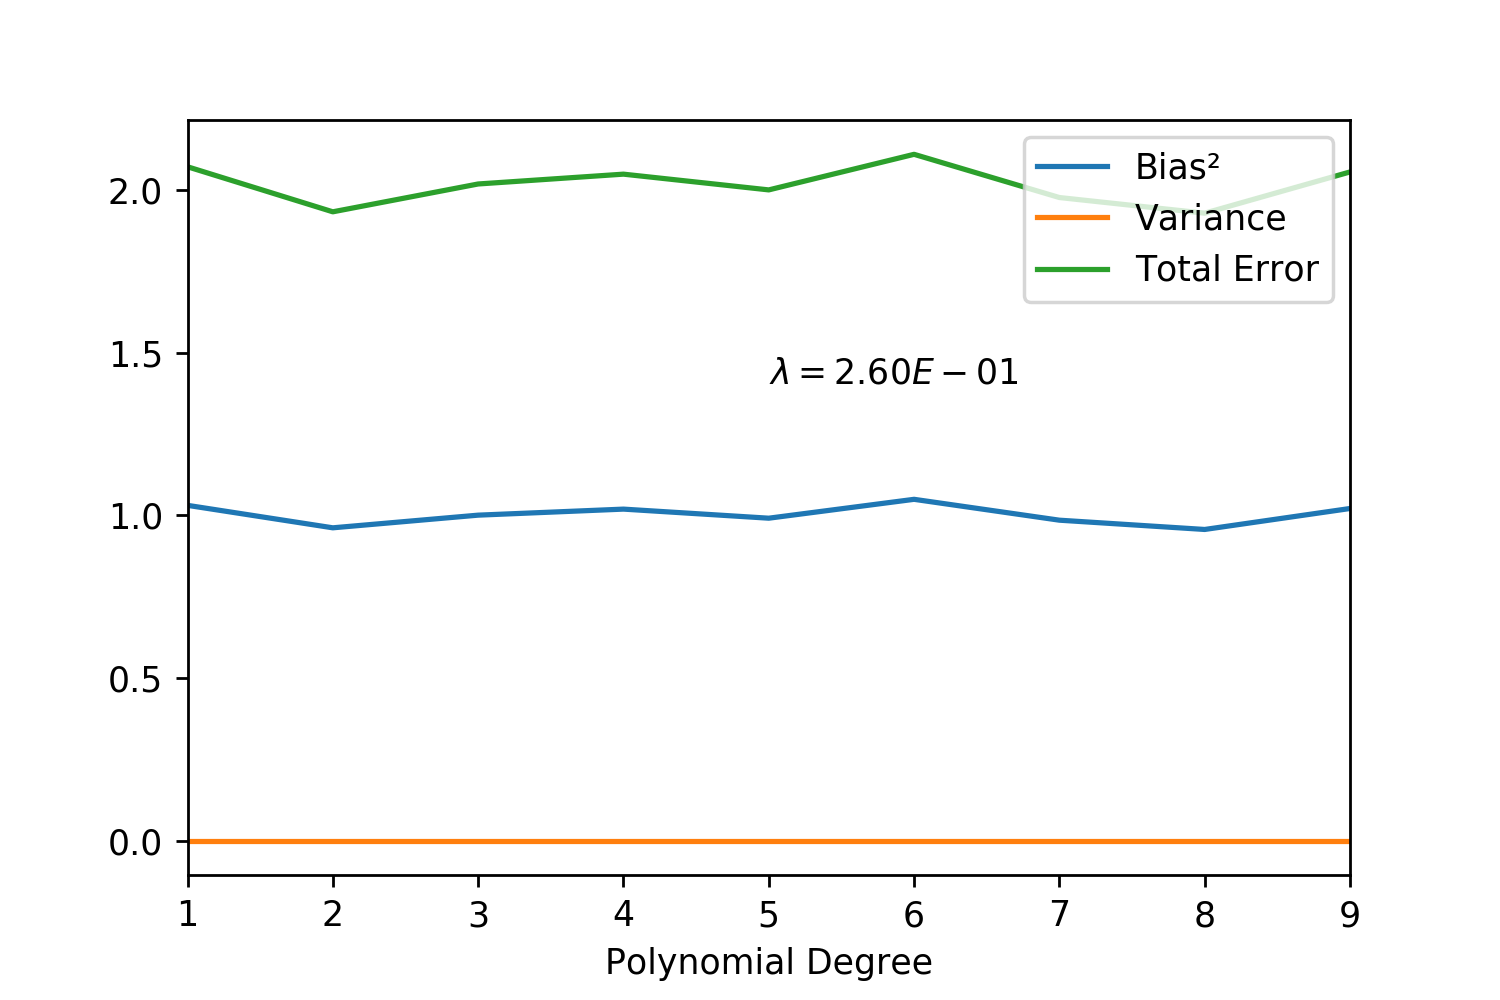 Bias²
Variance
Total Error
λ = 2.60E − 01
2.0
1.5
1.0
0.5
0.0
1 2 3 4 5 6 7 8 9
Polynomial Degree